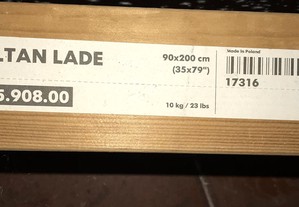 LTAN LADE
90x200 cm
(35x79")
Made in Poland
17316
5.908.00
10 kg / 23 lbs